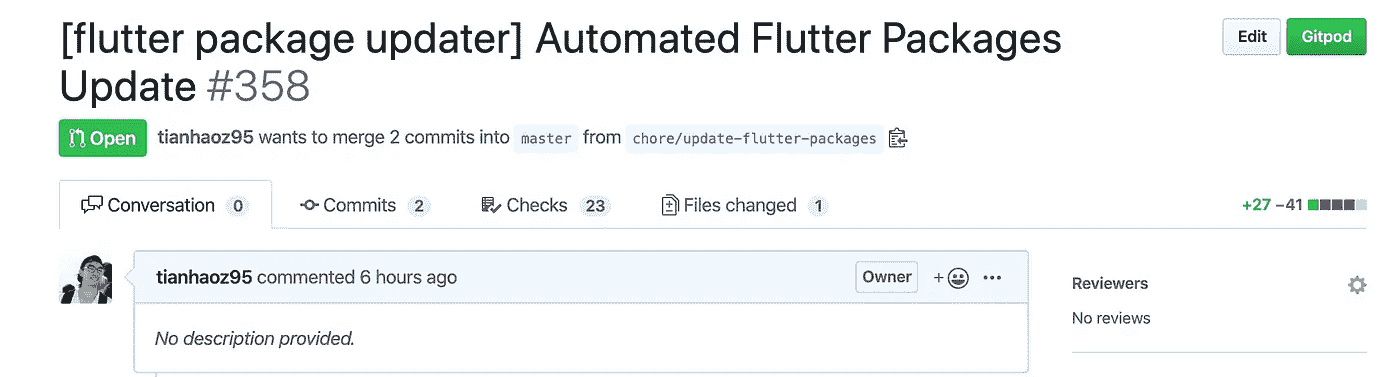 [flutter package updater] Automated Flutter Packages
Update #358
Edit
Gitpod
Open
tianhaoz95 wants to merge 2 commits into master from chore/update-flutter-packages
Conversation 0
Commits 2
Checks 23
Files changed 1
+27 −41
tianhaoz95 commented 6 hours ago
Owner
+
No description provided.
Reviewers
No reviews